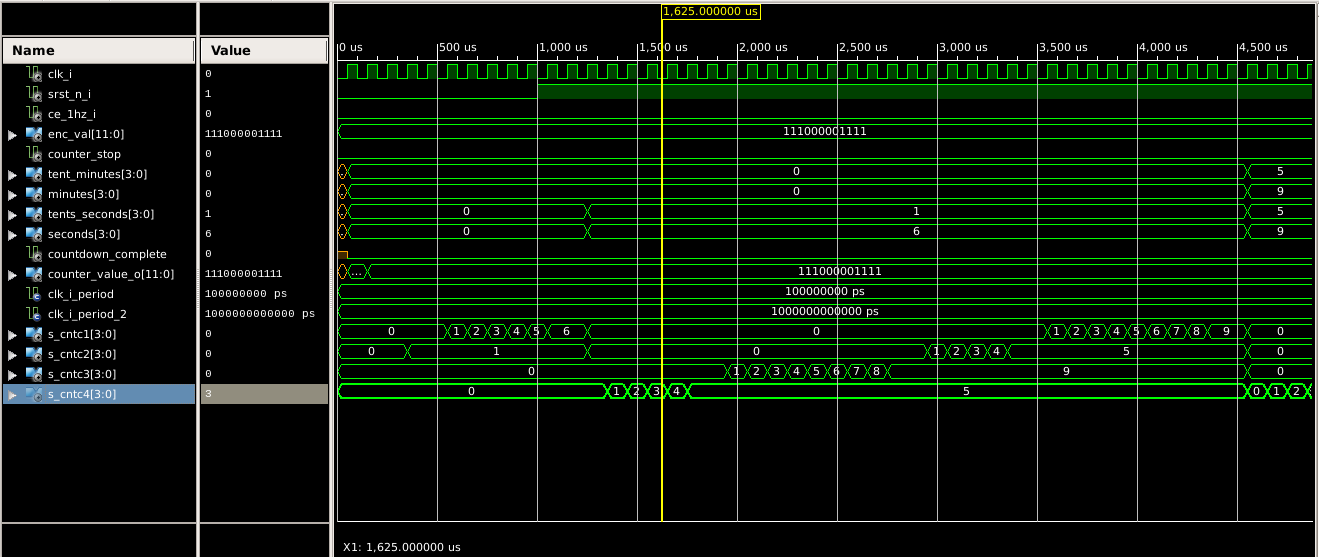 1,625.000000 us
Name Value
0 us 500 us 1,000 us 1,500 us 2,000 us 2,500 us 3,000 us 3,500 us 4,000 us 4,500 us
clk_i 0
srst_n_i 1
ce_1hz_i 0
enc_val[11:0] 111000001111 111000001111
counter_stop 0
tent_minutes[3:0] 0 0 5
minutes[3:0] 0 0 9
tents_seconds[3:0] 1 0 1 5
seconds[3:0] 6 0 6 9
countdown_complete 0
counter_value_o[11:0] 111000001111 ... 111000001111
clk_i_period 100000000 ps 100000000 ps
clk_i_period_2 1000000000000 ps 1000000000000 ps
s_cntc1[3:0] 0 0 1 2 3 4 5 6 0 1 2 3 4 5 6 7 8 9 0
s_cntc2[3:0] 0 0 1 0 1 2 3 4 5 0
s_cntc3[3:0] 0 0 1 2 3 4 5 6 7 8 9 0
s_cntc4[3:0] 3 0 1 2 3 4 5 0 1 2
X1: 1,625.000000 us